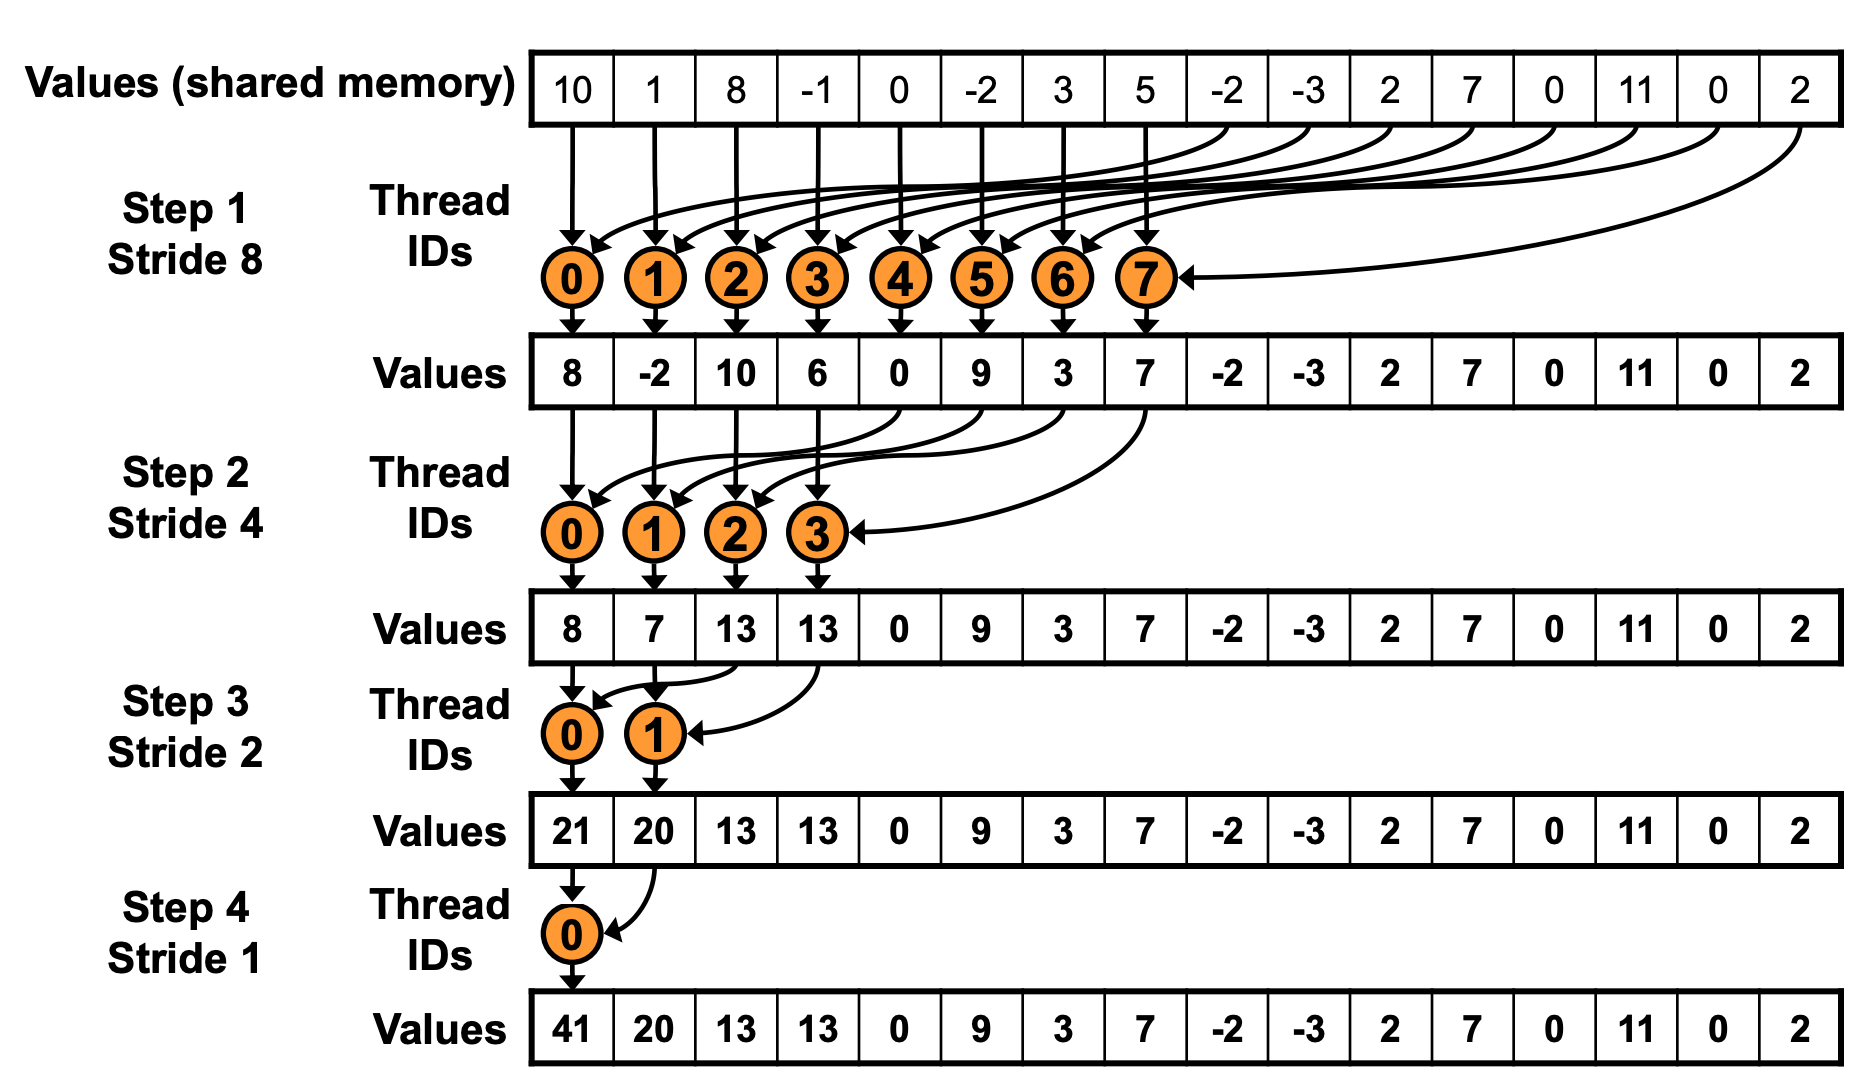 Values (shared memory) 10 1 8 -1 0 -2 3 5 -2 -3 2 7 0 11 0 2
Step 1 Thread
Stride 8 IDs
0 1 2 3 4 5 6 7
Values 8 -2 10 6 0 9 3 7 -2 -3 2 7 0 11 0 2
Step 2 Thread
Stride 4 IDs
0 1 2 3
Values 8 7 13 13 0 9 3 7 -2 -3 2 7 0 11 0 2
Step 3 Thread
Stride 2 IDs
0 1
Values 21 20 13 13 0 9 3 7 -2 -3 2 7 0 11 0 2
Step 4 Thread
Stride 1 IDs
0
Values 41 20 13 13 0 9 3 7 -2 -3 2 7 0 11 0 2